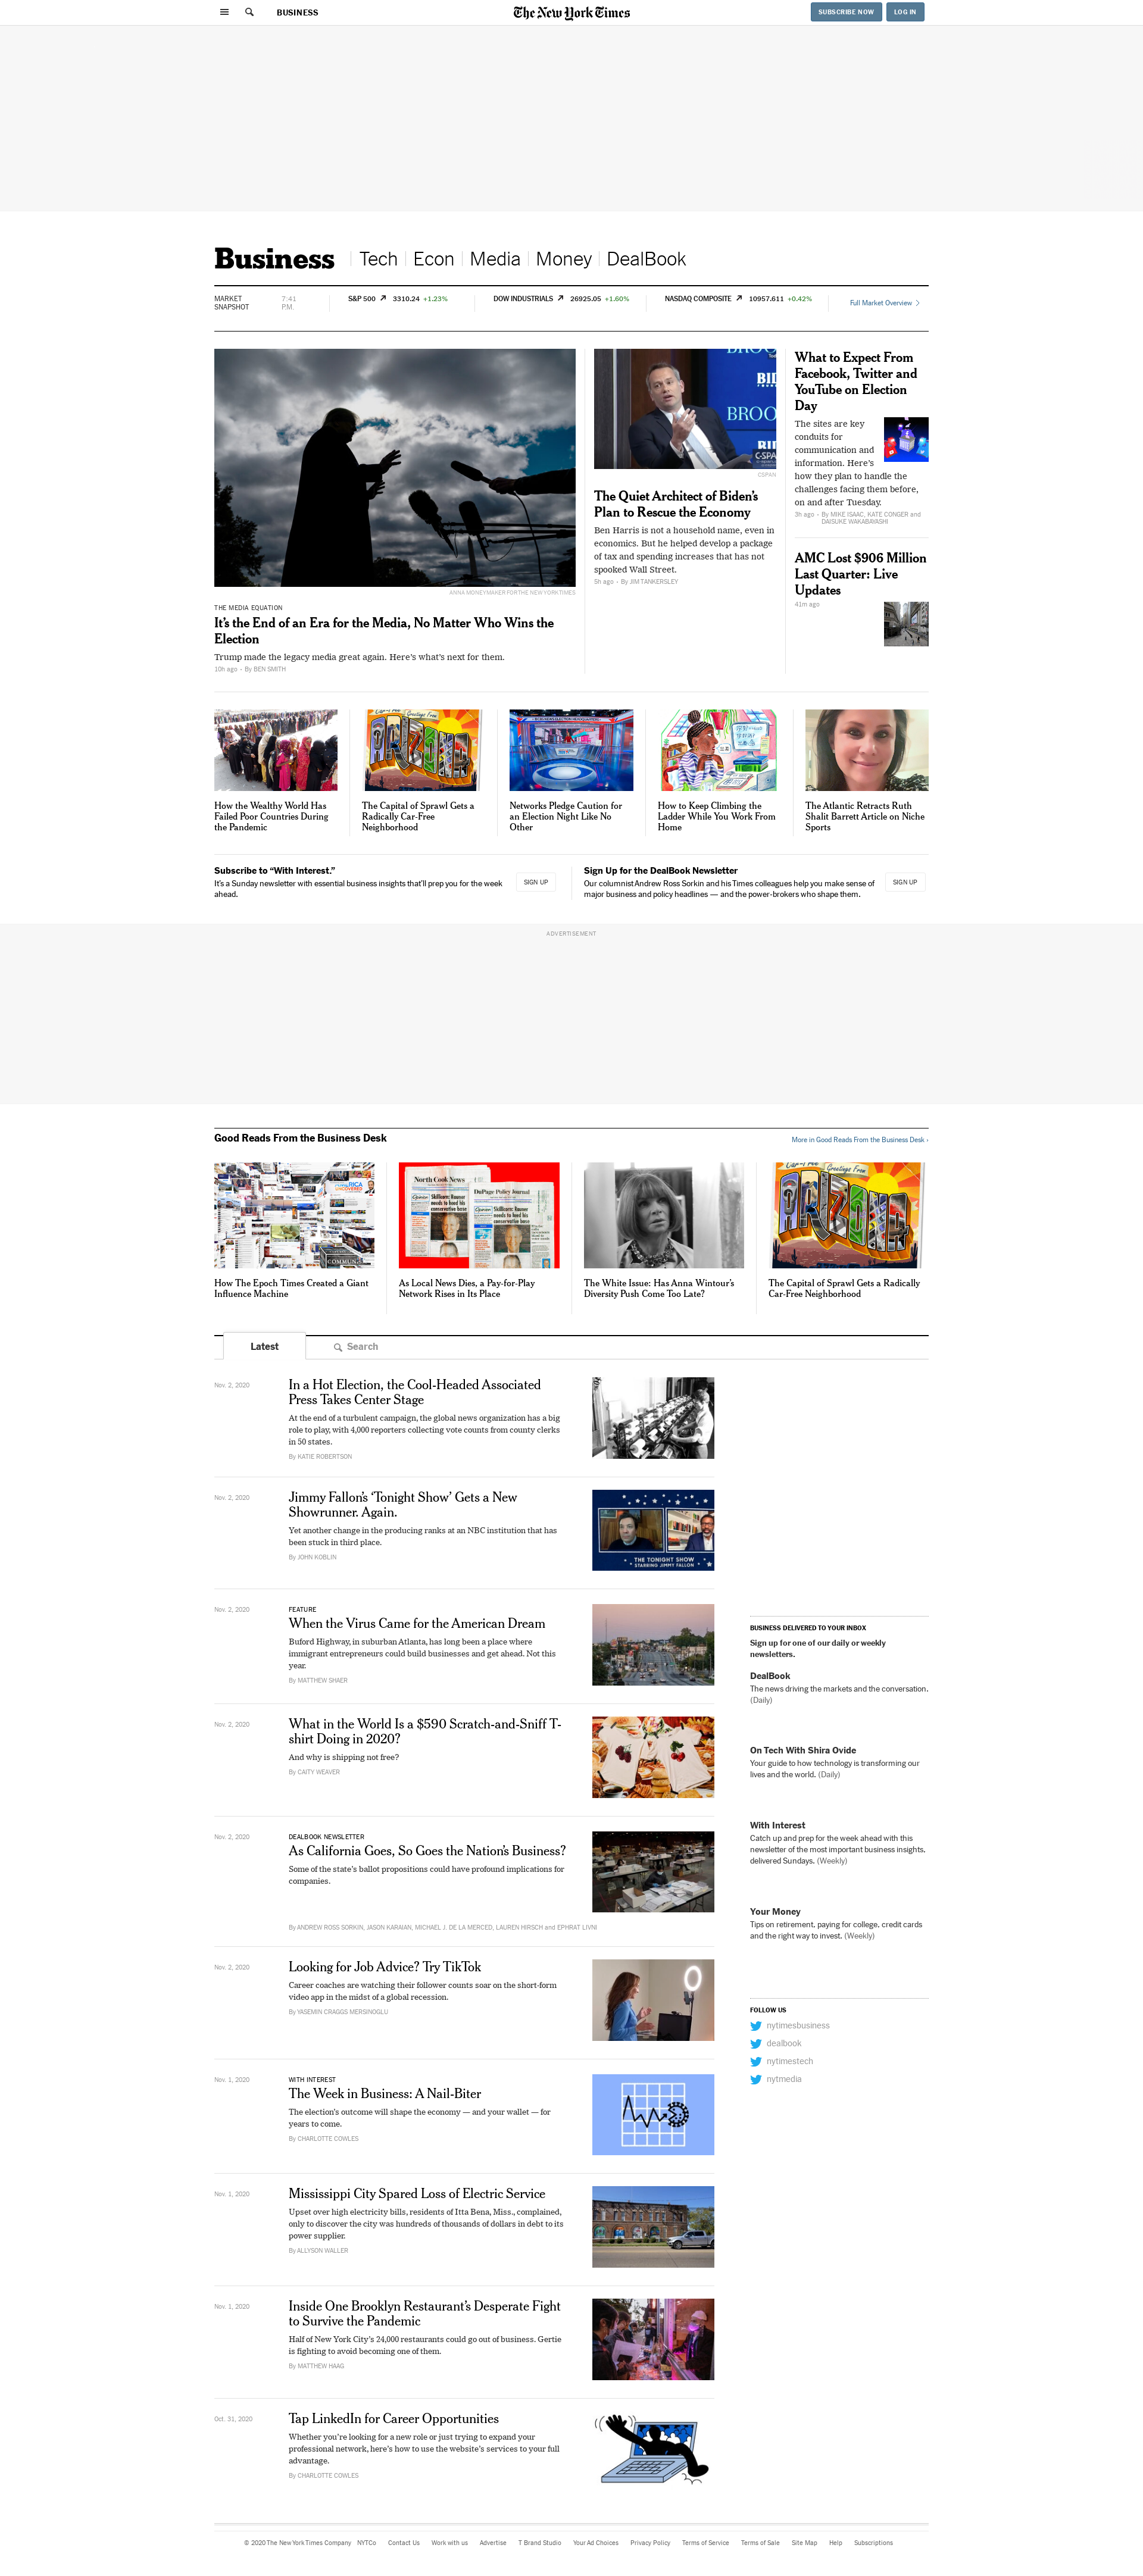 BUSINESS
The New York Times
SUBSCRIBE NOW
LOG IN
Business
Tech
Econ
Media
Money
DealBook
MARKET
SNAPSHOT
7:41
P.M.
S&P 500 3310.24 +1.23%
DOW INDUSTRIALS 26925.05 +1.60%
NASDAQ COMPOSITE 10957.611 +0.42%
Full Market Overview
ANNA MONEYMAKER FOR THE NEW YORK TIMES
THE MEDIA EQUATION
It’s the End of an Era for the Media, No Matter Who Wins the
Election
Trump made the legacy media great again. Here’s what’s next for them.
10h ago - By BEN SMITH
CSPAN
The Quiet Architect of Biden’s
Plan to Rescue the Economy
Ben Harris is not a household name, even in
economics. But he helped develop a package
of tax and spending increases that has not
spooked Wall Street.
5h ago - By JIM TANKERSLEY
What to Expect From
Facebook, Twitter and
YouTube on Election
Day
The sites are key
conduits for
communication and
information. Here’s
how they plan to handle the
challenges facing them before,
on and after Tuesday.
3h ago - By MIKE ISAAC, KATE CONGER and
DAISUKE WAKABAYASHI
AMC Lost $906 Million
Last Quarter: Live
Updates
41m ago
How the Wealthy World Has
Failed Poor Countries During
the Pandemic
The Capital of Sprawl Gets a
Radically Car-Free
Neighborhood
Networks Pledge Caution for
an Election Night Like No
Other
How to Keep Climbing the
Ladder While You Work From
Home
The Atlantic Retracts Ruth
Shalit Barrett Article on Niche
Sports
Subscribe to “With Interest.”
It’s a Sunday newsletter with essential business insights that’ll prep you for the week
ahead.
SIGN UP
Sign Up for the DealBook Newsletter
Our columnist Andrew Ross Sorkin and his Times colleagues help you make sense of
major business and policy headlines — and the power-brokers who shape them.
SIGN UP
ADVERTISEMENT
Good Reads From the Business Desk
More in Good Reads From the Business Desk ›
North Cook News
DuPage Policy Journal
How The Epoch Times Created a Giant
Influence Machine
As Local News Dies, a Pay-for-Play
Network Rises in Its Place
The White Issue: Has Anna Wintour’s
Diversity Push Come Too Late?
The Capital of Sprawl Gets a Radically
Car-Free Neighborhood
Latest
Search
Nov. 2, 2020
In a Hot Election, the Cool-Headed Associated
Press Takes Center Stage
At the end of a turbulent campaign, the global news organization has a big
role to play, with 4,000 reporters collecting vote counts from county clerks
in 50 states.
By KATIE ROBERTSON
Nov. 2, 2020
Jimmy Fallon’s ‘Tonight Show’ Gets a New
Showrunner. Again.
Yet another change in the producing ranks at an NBC institution that has
been stuck in third place.
By JOHN KOBLIN
THE TONIGHT SHOW
STARRING JIMMY FALLON
Nov. 2, 2020
FEATURE
When the Virus Came for the American Dream
Buford Highway, in suburban Atlanta, has long been a place where
immigrant entrepreneurs could build businesses and get ahead. Not this
year.
By MATTHEW SHAER
Nov. 2, 2020
What in the World Is a $590 Scratch-and-Sniff T-
shirt Doing in 2020?
And why is shipping not free?
By CAITY WEAVER
Nov. 2, 2020
DEALBOOK NEWSLETTER
As California Goes, So Goes the Nation’s Business?
Some of the state’s ballot propositions could have profound implications for
companies.
By ANDREW ROSS SORKIN, JASON KARAIAN, MICHAEL J. DE LA MERCED, LAUREN HIRSCH and EPHRAT LIVNI
Nov. 2, 2020
Looking for Job Advice? Try TikTok
Career coaches are watching their follower counts soar on the short-form
video app in the midst of a global recession.
By YASEMIN CRAGGS MERSINOGLU
Nov. 1, 2020
WITH INTEREST
The Week in Business: A Nail-Biter
The election’s outcome will shape the economy — and your wallet — for
years to come.
By CHARLOTTE COWLES
Nov. 1, 2020
Mississippi City Spared Loss of Electric Service
Upset over high electricity bills, residents of Itta Bena, Miss., complained,
only to discover the city was hundreds of thousands of dollars in debt to its
power supplier.
By ALLYSON WALLER
Nov. 1, 2020
Inside One Brooklyn Restaurant’s Desperate Fight
to Survive the Pandemic
Half of New York City’s 24,000 restaurants could go out of business. Gertie
is fighting to avoid becoming one of them.
By MATTHEW HAAG
Oct. 31, 2020
Tap LinkedIn for Career Opportunities
Whether you’re looking for a new role or just trying to expand your
professional network, here’s how to use the website’s services to your full
advantage.
By CHARLOTTE COWLES
BUSINESS DELIVERED TO YOUR INBOX
Sign up for one of our daily or weekly
newsletters.
DealBook
The news driving the markets and the conversation.
(Daily)
On Tech With Shira Ovide
Your guide to how technology is transforming our
lives and the world. (Daily)
With Interest
Catch up and prep for the week ahead with this
newsletter of the most important business insights,
delivered Sundays. (Weekly)
Your Money
Tips on retirement, paying for college, credit cards
and the right way to invest. (Weekly)
FOLLOW US
nytimesbusiness
dealbook
nytimestech
nytmedia
© 2020 The New York Times Company NYTCo Contact Us Work with us Advertise T Brand Studio Your Ad Choices Privacy Policy Terms of Service Terms of Sale Site Map Help Subscriptions